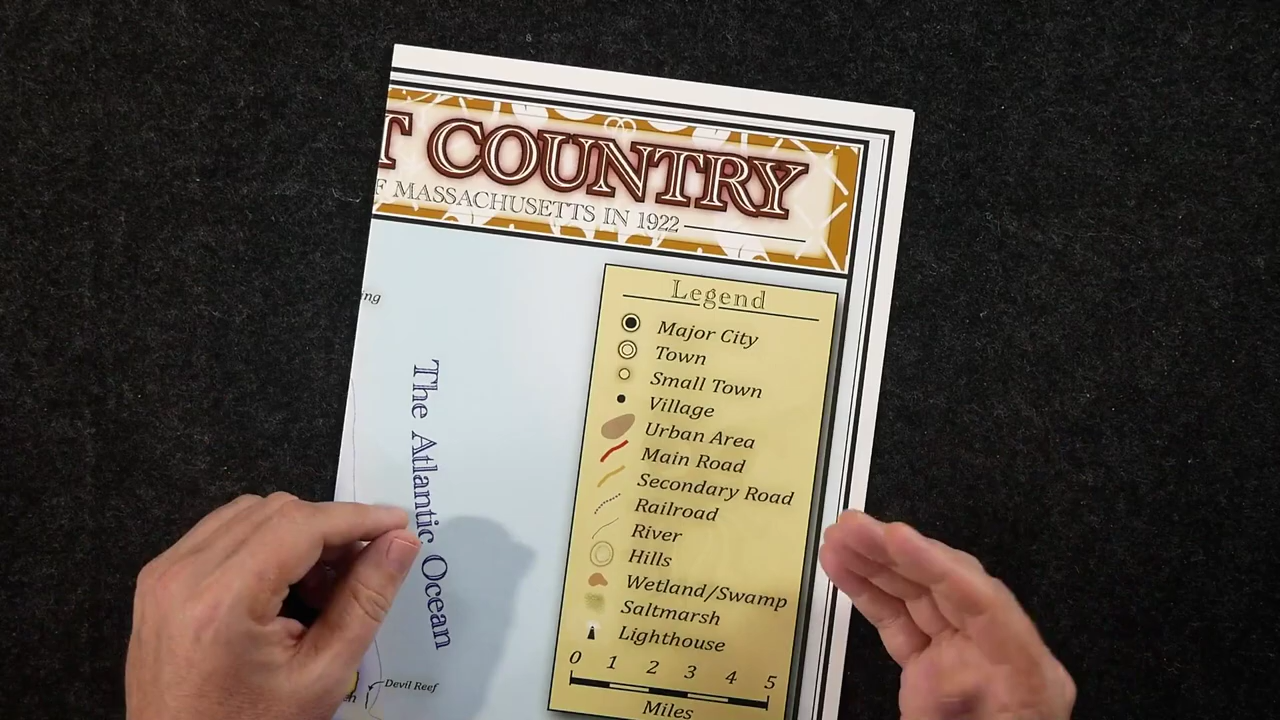 T COUNTRY
F MASSACHUSETTS IN 1922
Legend
Major City
Town
Small Town
Village
Urban Area
Main Road
Secondary Road
Railroad
River
Hills
Wetland/Swamp
Saltmarsh
Lighthouse
0 1 2 3 4 5
Miles
ing
The Atlantic Ocean
Devil Reef